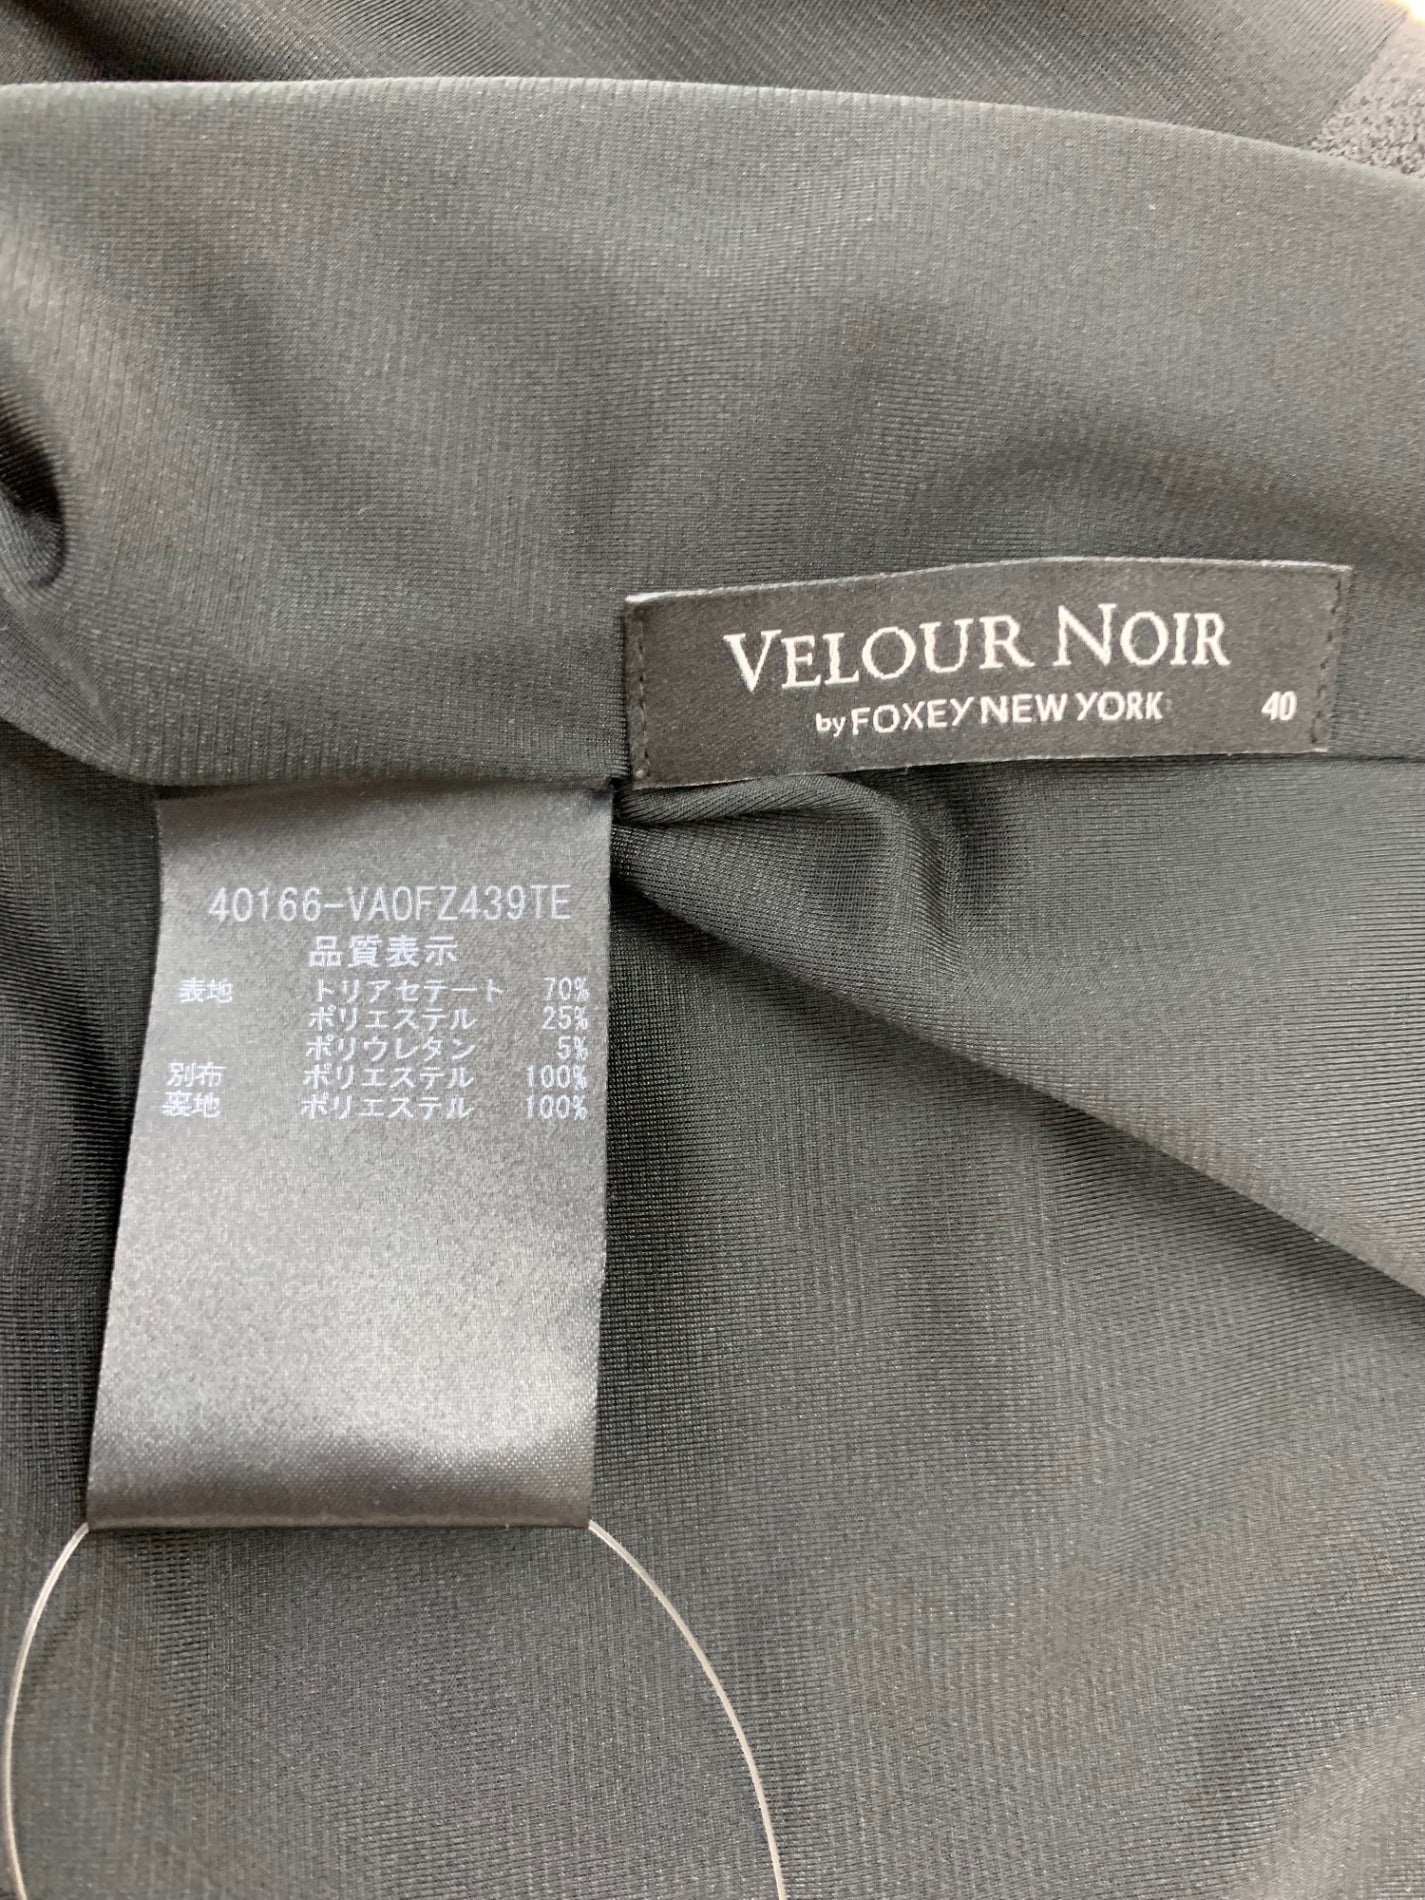 VELOUR NOIR
by FOXEY NEW YORK 40
40166-VA0FZ439TE
品質表示
表地 トリアセテート 70%
ポリエステル 25%
ポリウレタン 5%
別布 ポリエステル 100%
裏地 ポリエステル 100%